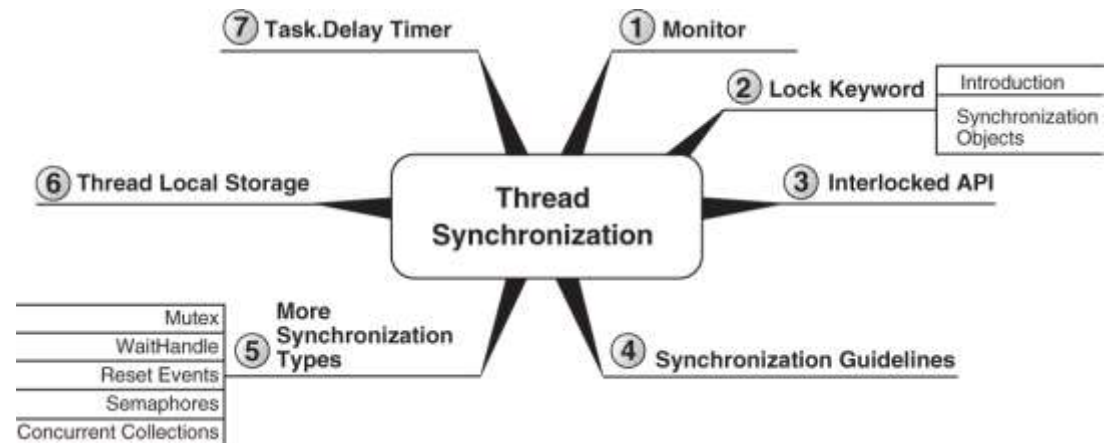 Thread
Synchronization
1 Monitor
2 Lock Keyword
Introduction
Synchronization
Objects
3 Interlocked API
4 Synchronization Guidelines
5 More
Synchronization
Types
Mutex
WaitHandle
Reset Events
Semaphores
Concurrent Collections
6 Thread Local Storage
7 Task.Delay Timer